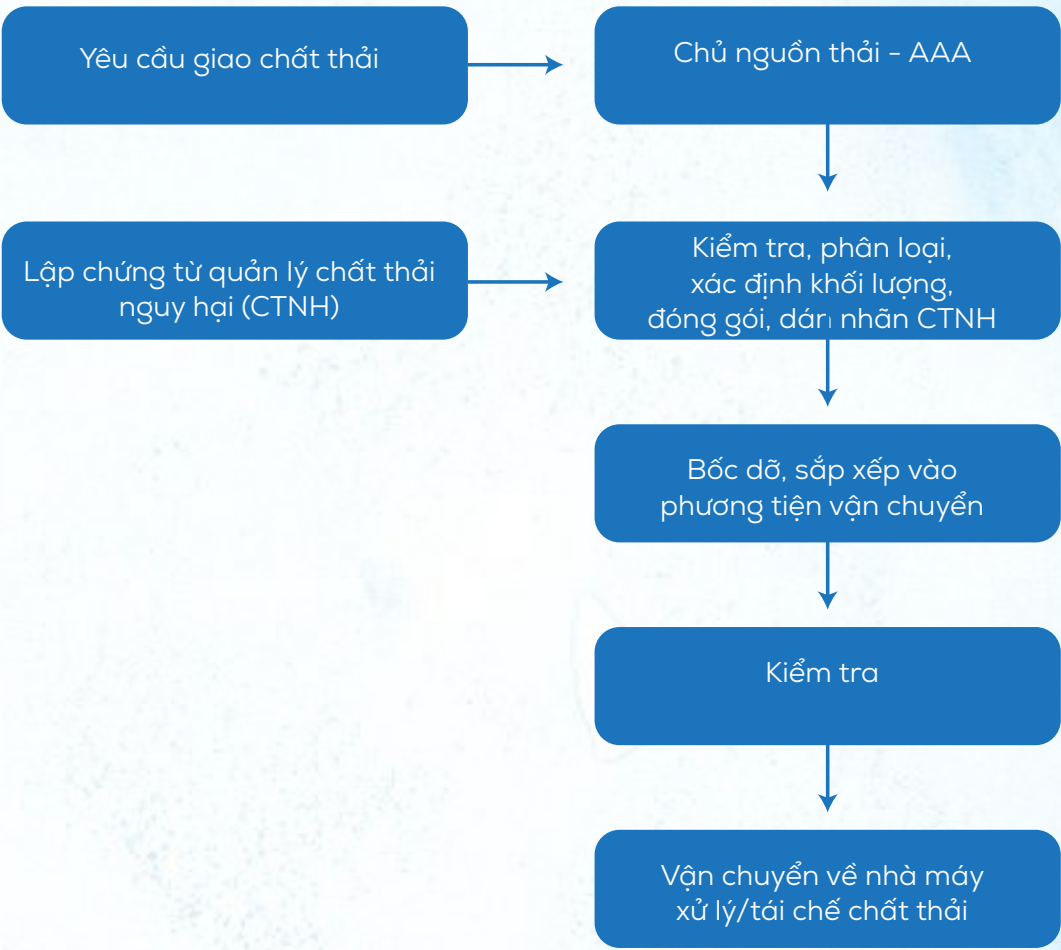 Yêu cầu giao chất thải
Chủ nguồn thải - AAA
Lập chứng từ quản lý chất thải
nguy hại (CTNH)
Kiểm tra, phân loại,
xác định khối lượng,
đóng gói, dán nhãn CTNH
Bốc dỡ, sắp xếp vào
phương tiện vận chuyển
Kiểm tra
Vận chuyển về nhà máy
xử lý/tái chế chất thải